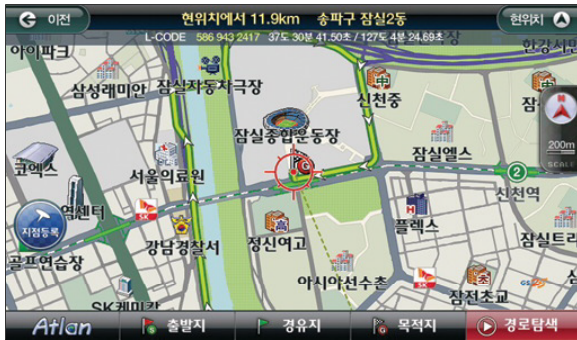 이전
현위치에서 11.9km 송파구 잠실2동
현위치
L-CODE 586 943 2417 37도 30분 41.50초 / 127도 4분 24.69초
아이파크
한강시민
삼성래미안
잠실자동차극장
신천중
잠
N
잠실종합운동장
200m
SCALE
코엑스
서울의료원
G
잠실엘스
2
신천역
지점등록
엠센터
SK
강남경찰서
정신여고
高
H
플렉스
잠실트리
골프연습장
아시아선수촌
SK
잠전초교
GS
SK케미칼
Atlan
S
출발지
경유지
G
목적지
경로탐색